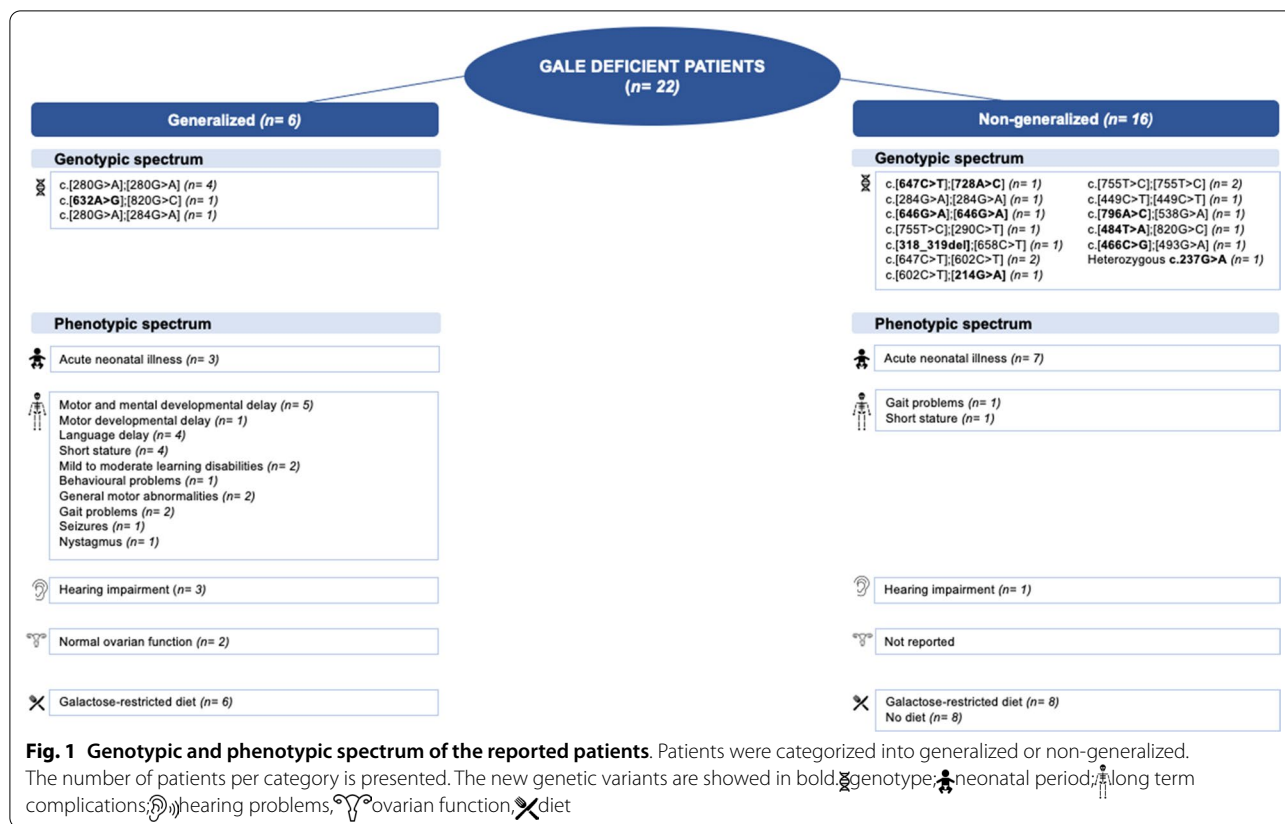 GALE DEFICIENT PATIENTS
(n= 22)
Generalized (n= 6)
Genotypic spectrum
c.[280G>A];[280G>A] (n= 4)
c.[632A>G];[820G>C] (n= 1)
c.[280G>A];[284G>A] (n= 1)
Phenotypic spectrum
Acute neonatal illness (n= 3)
Motor and mental developmental delay (n= 5)
Motor developmental delay (n= 1)
Language delay (n= 4)
Short stature (n= 4)
Mild to moderate learning disabilities (n= 2)
Behavioural problems (n= 1)
General motor abnormalities (n= 2)
Gait problems (n= 2)
Seizures (n= 1)
Nystagmus (n= 1)
Hearing impairment (n= 3)
Normal ovarian function (n= 2)
Galactose-restricted diet (n= 6)
Non-generalized (n= 16)
Genotypic spectrum
c.[647C>T];[728A>C] (n= 1)
c.[284G>A];[284G>A] (n= 1)
c.[646G>A];[646G>A] (n= 1)
c.[755T>C];[290C>T] (n= 1)
c.[318_319del];[658C>T] (n= 1)
c.[647C>T];[602C>T] (n= 2)
c.[602C>T];[214G>A] (n= 1)
c.[755T>C];[755T>C] (n= 2)
c.[449C>T];[449C>T] (n= 1)
c.[796A>C];[538G>A] (n= 1)
c.[484T>A];[820G>C] (n= 1)
c.[466C>G];[493G>A] (n= 1)
Heterozygous c.237G>A (n= 1)
Phenotypic spectrum
Acute neonatal illness (n= 7)
Gait problems (n= 1)
Short stature (n= 1)
Hearing impairment (n= 1)
Not reported
Galactose-restricted diet (n= 8)
No diet (n= 8)
Fig. 1 Genotypic and phenotypic spectrum of the reported patients. Patients were categorized into generalized or non-generalized.
The number of patients per category is presented. The new genetic variants are showed in bold. genotype; neonatal period; long term
complications; hearing problems, ovarian function, diet